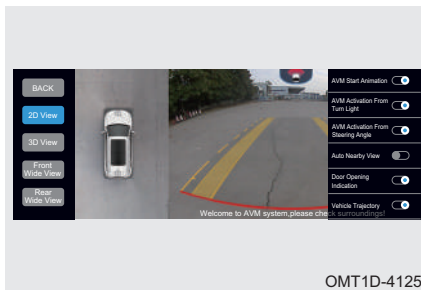 BACK
2D View
3D View
Front
Wide View
Rear
Wide View
AVM Start Animation
AVM Activation From
Turn Light
AVM Activation From
Steering Angle
Auto Nearby View
Door Opening
Indication
Vehicle Trajectory
Welcome to AVM system,please check surroundings!
OMT1D-4125